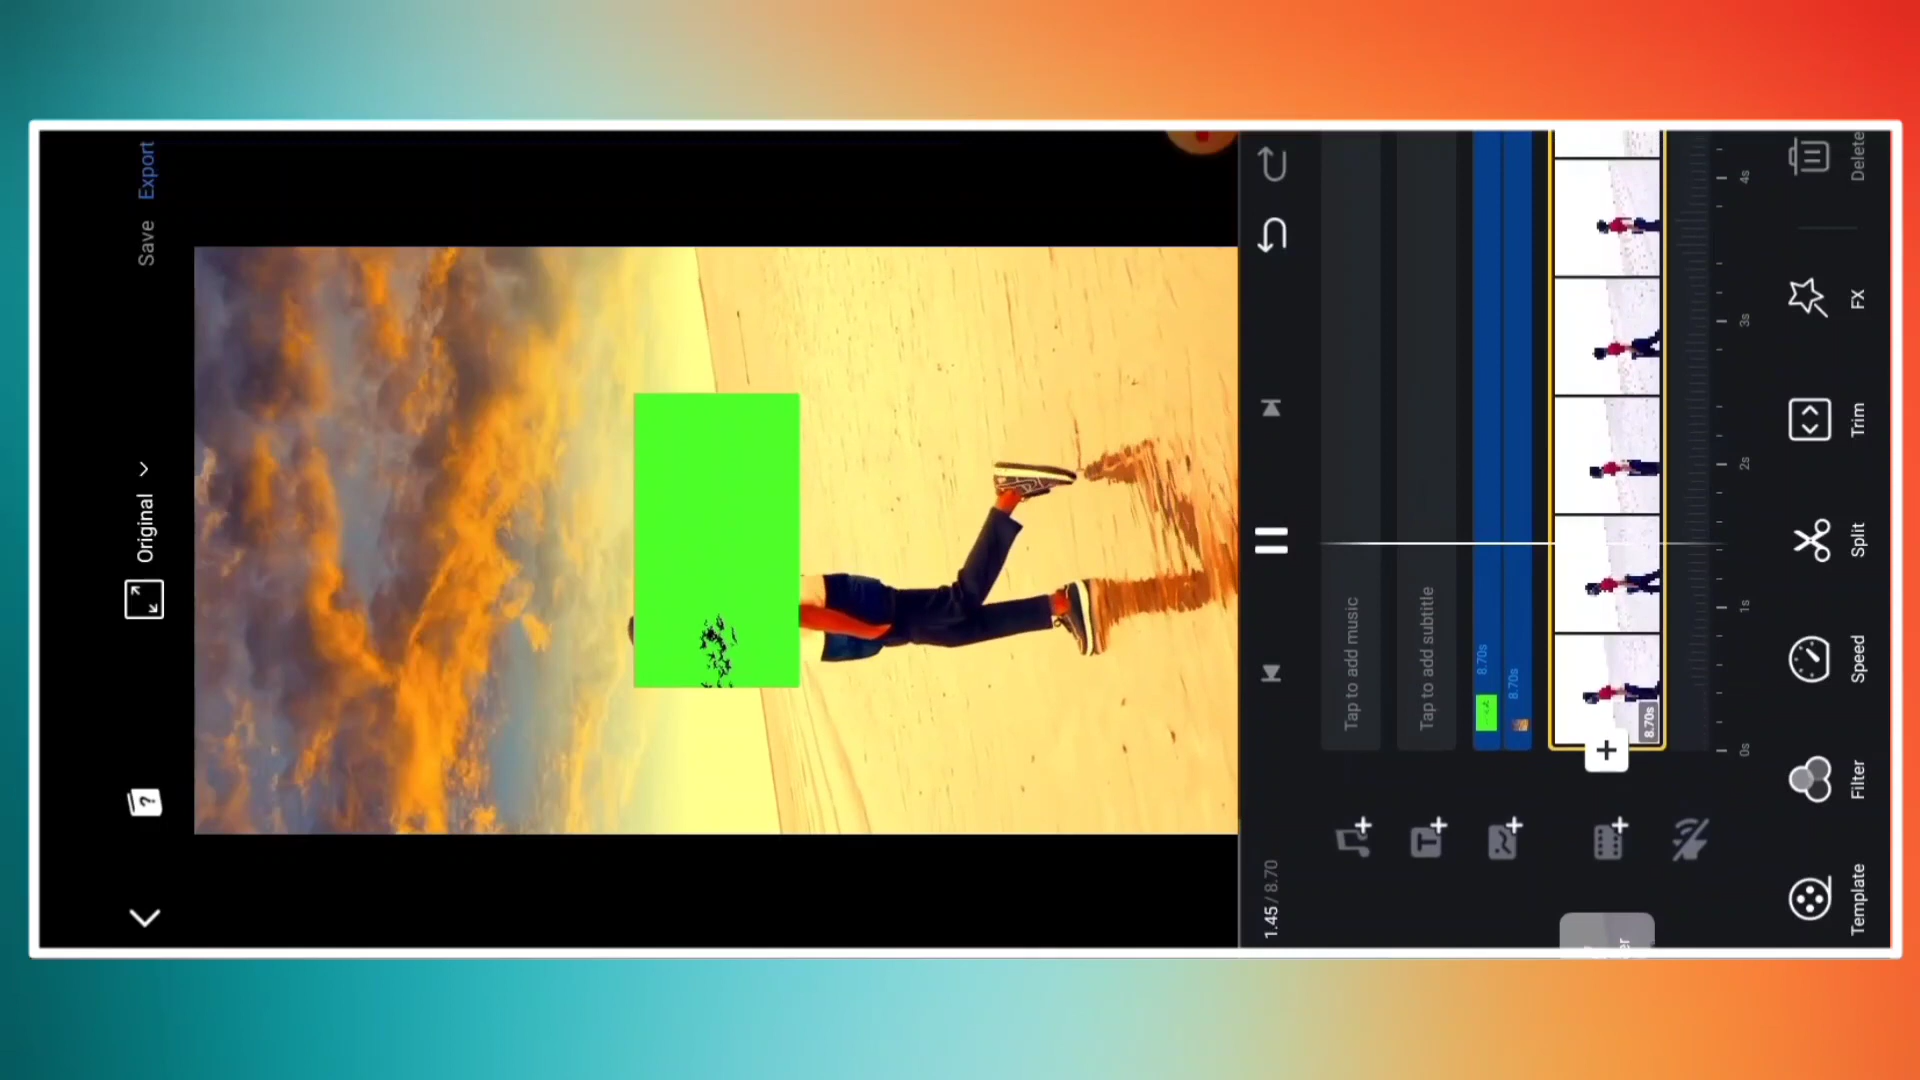 Original
Save
Export
1.45 / 8.70
Tap to add music
Tap to add subtitle
8.70s
8.70s
8.70s
0s
1s
2s
3s
4s
Template
Filter
Speed
Split
Trim
FX
Delete